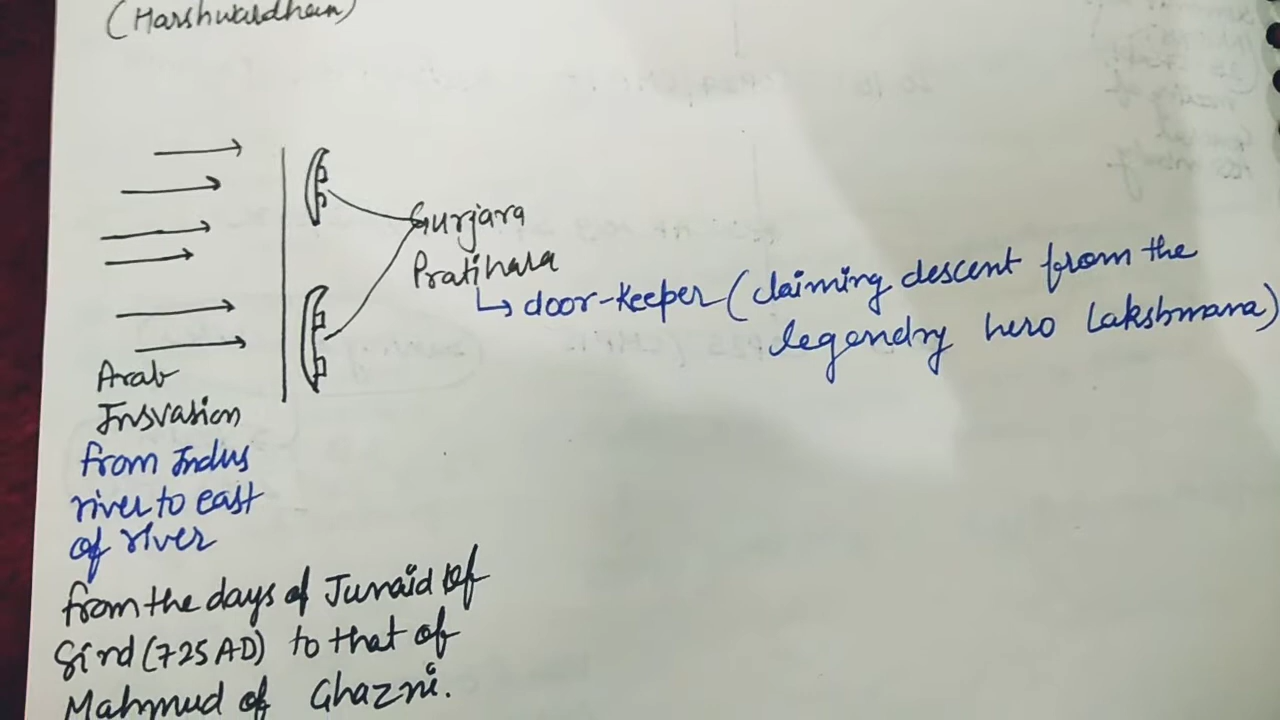 (Harshwardhan)
Gurjara
Pratihara
↳ door-keeper (claiming descent from the
legendry hero Lakshmana)
Arab
Insvasion
from Indus
river to east
of river
from the days of Junaid of
Sind (725 AD) to that of
Mahmud of Ghazni.